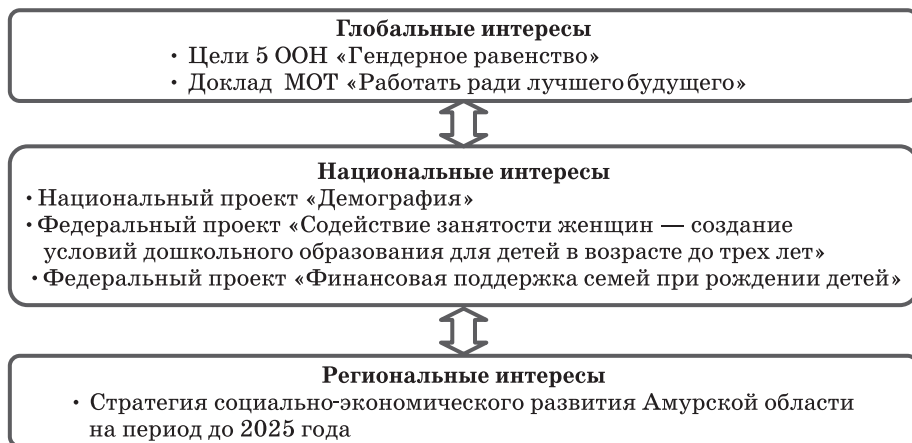 Глобальные интересы
• Цели 5 ООН «Гендерное равенство»
• Доклад МОТ «Работать ради лучшего будущего»
Национальные интересы
• Национальный проект «Демография»
• Федеральный проект «Содействие занятости женщин — создание
условий дошкольного образования для детей в возрасте до трех лет»
• Федеральный проект «Финансовая поддержка семей при рождении детей»
Региональные интересы
• Стратегия социально-экономического развития Амурской области
на период до 2025 года